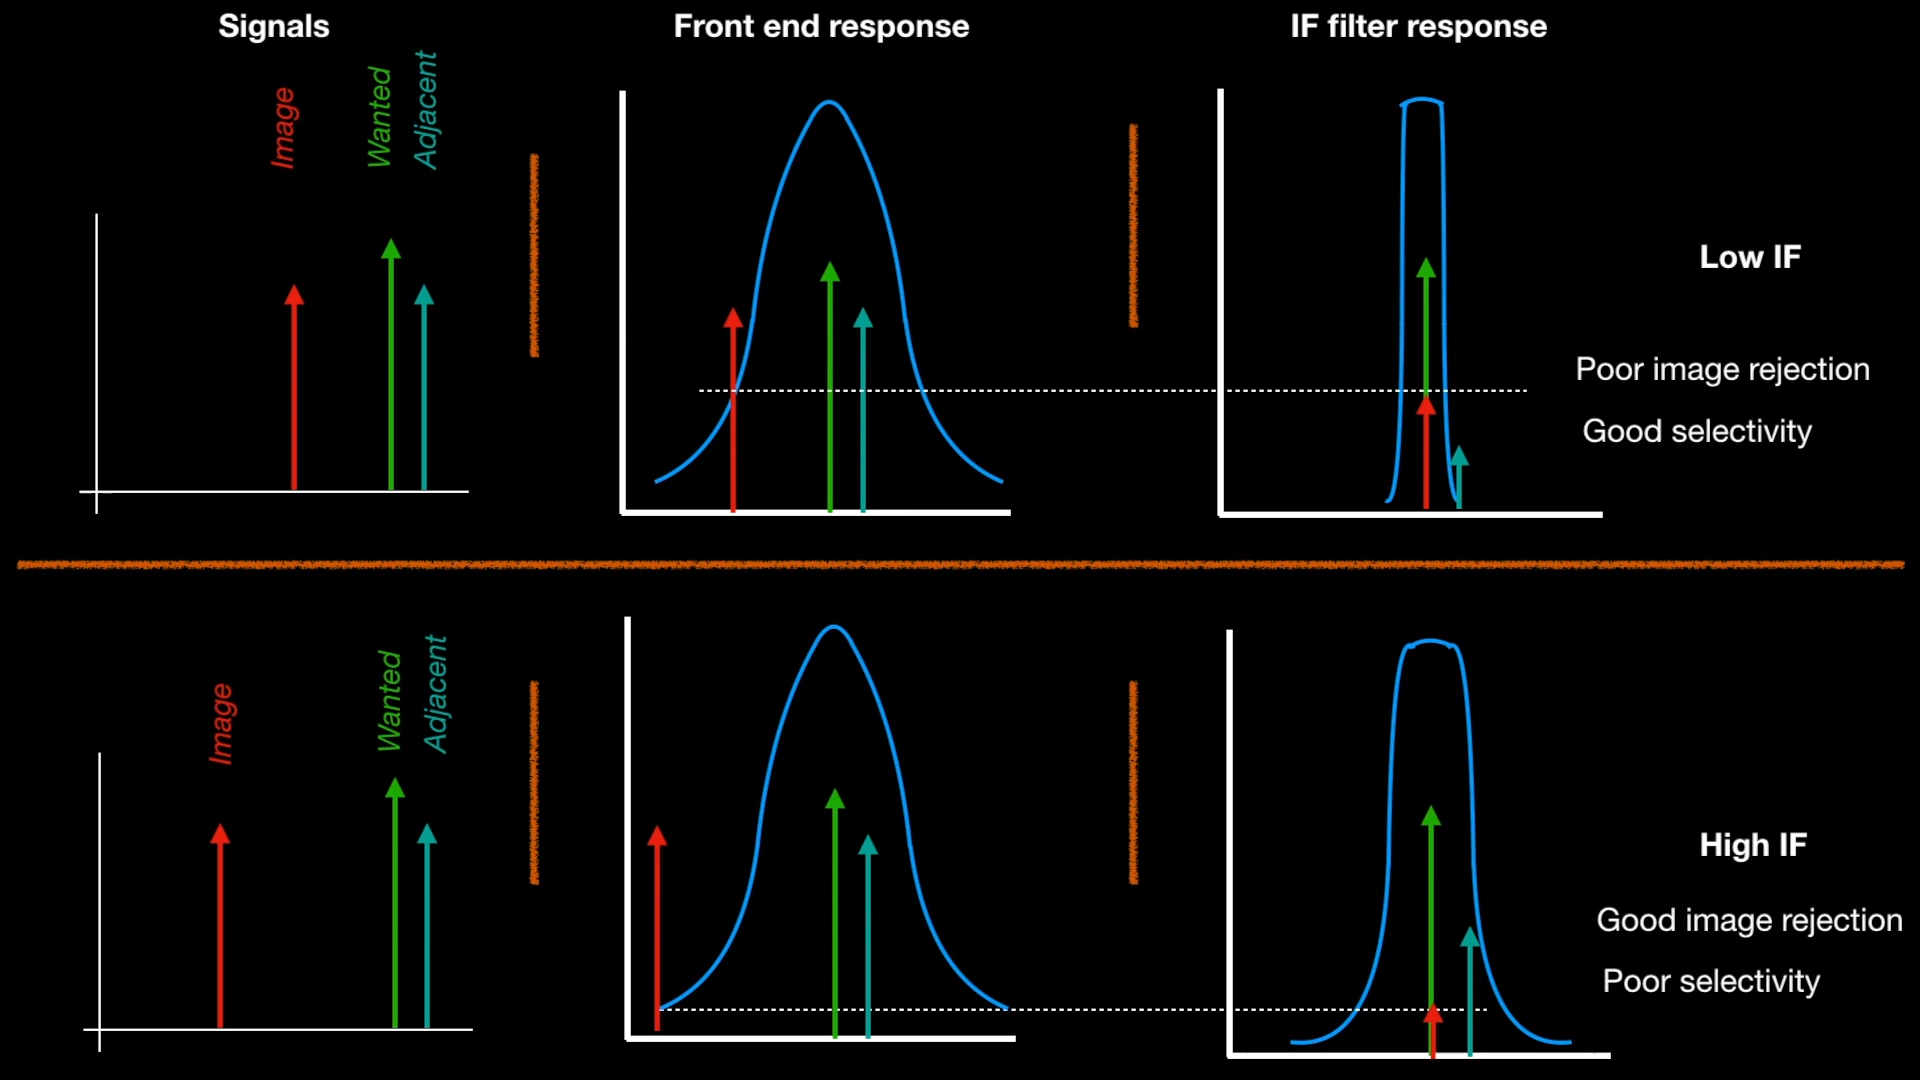 Signals
Front end response
IF filter response
Image
Wanted
Adjacent
Low IF
Poor image rejection
Good selectivity
Image
Wanted
Adjacent
High IF
Good image rejection
Poor selectivity